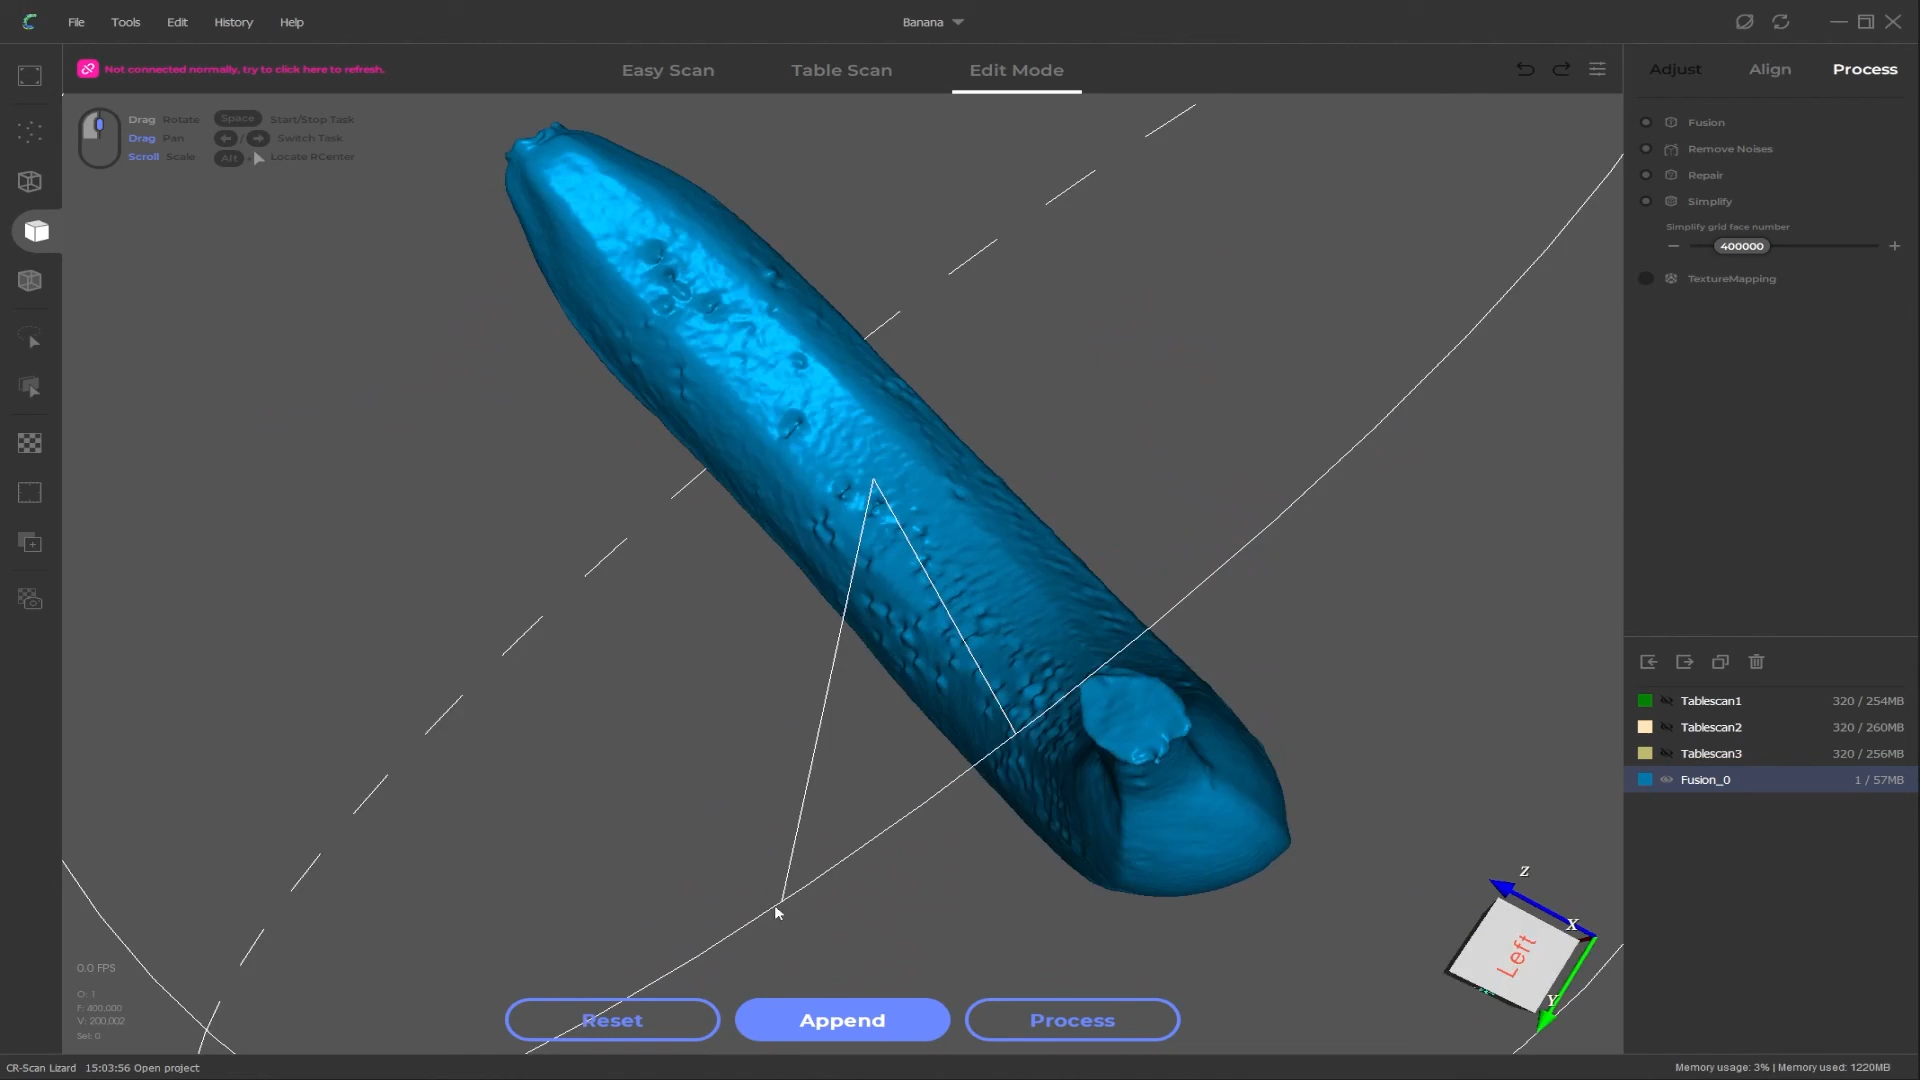 File Tools Edit History Help
Banana
Not connected normally, try to click here to refresh.
Easy Scan Table Scan Edit Mode
Adjust Align Process
Drag Rotate Space Start/Stop Task
Drag Pan / Switch Task
Scroll Scale Alt + Locate RCenter
Fusion
Remove Noises
Repair
Simplify
Simplify grid face number
400000
TextureMapping
Tablescan1 320 / 254MB
Tablescan2 320 / 260MB
Tablescan3 320 / 256MB
Fusion_0 1 / 57MB
Z
X
Left
Y
0.0 FPS
O: 1
F: 400,000
V: 200,002
Sel: 0
Reset Append Process
CR-Scan Lizard 15:03:56 Open project
Memory usage: 3% | Memory used: 1220MB